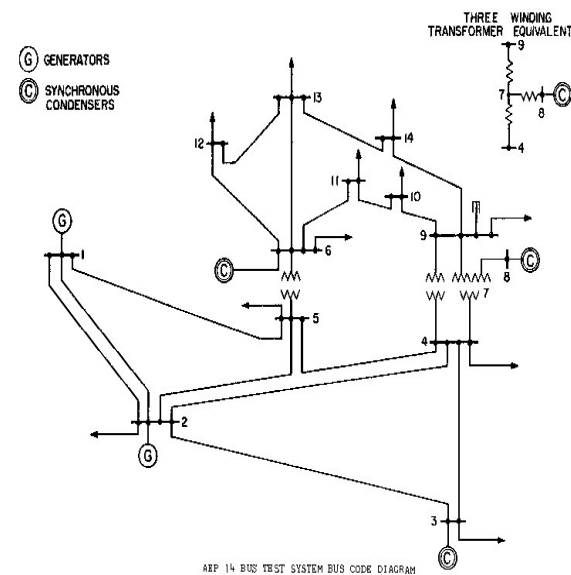 THREE WINDING
TRANSFORMER EQUIVALENT
9
7
8
C
4
G GENERATORS
C SYNCHRONOUS
CONDENSERS
13
12
14
11
10
9
6
C
8
C
7
G
1
5
4
2
G
3
C
AEP 14 BUS TEST SYSTEM BUS CODE DIAGRAM